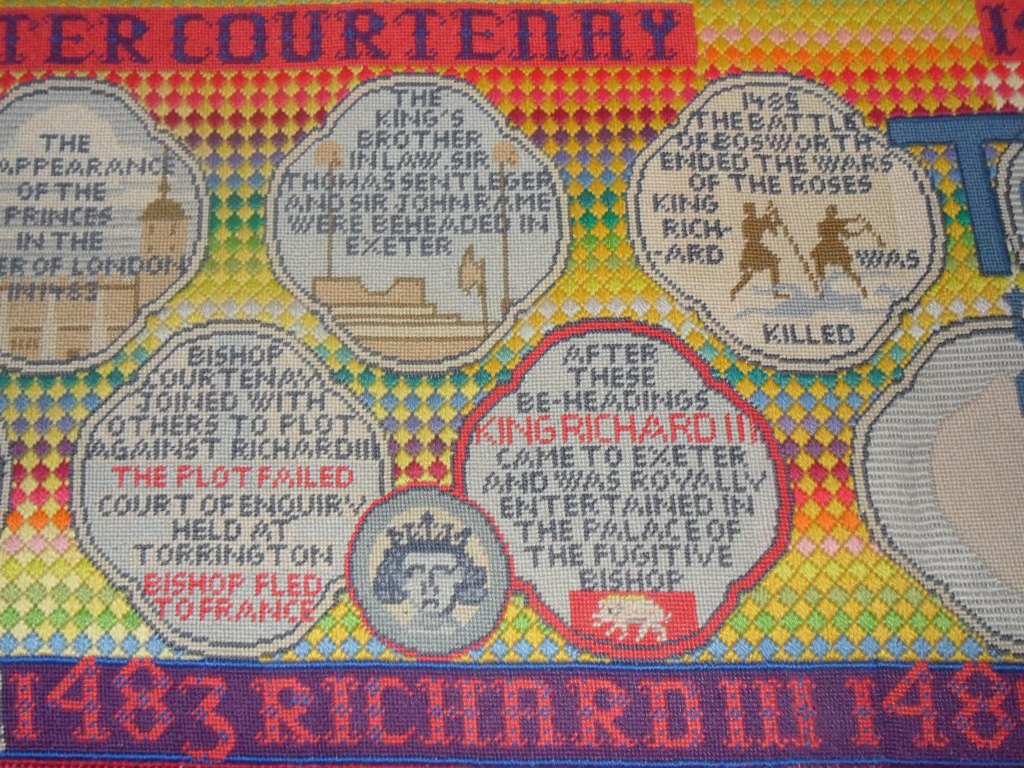 TER COURTENAY
THE
APPEARANCE
OF THE
PRINCES
IN THE
ER OF LONDON
IN 1483
THE
KING'S
BROTHER
IN LAW. SIR
THOMAS SENTLEGER
AND SIR JOHN RAME
WERE BEHEADED IN
EXETER
1485
THE BATTLE
OF BOSWORTH
ENDED THE WARS
OF THE ROSES
KING
RICH-
-ARD WAS
KILLED
BISHOP
COURTENAY
JOINED WITH
OTHERS TO PLOT
AGAINST RICHARD III
THE PLOT FAILED
COURT OF ENQUIRY
HELD AT
TORRINGTON
BISHOP FLED
TO FRANCE
AFTER
THESE
BE-HEADINGS
KING RICHARD III
CAME TO EXETER
AND WAS ROYALLY
ENTERTAINED IN
THE PALACE OF
THE FUGITIVE
BISHOP
T
1483 RICHARD III 148